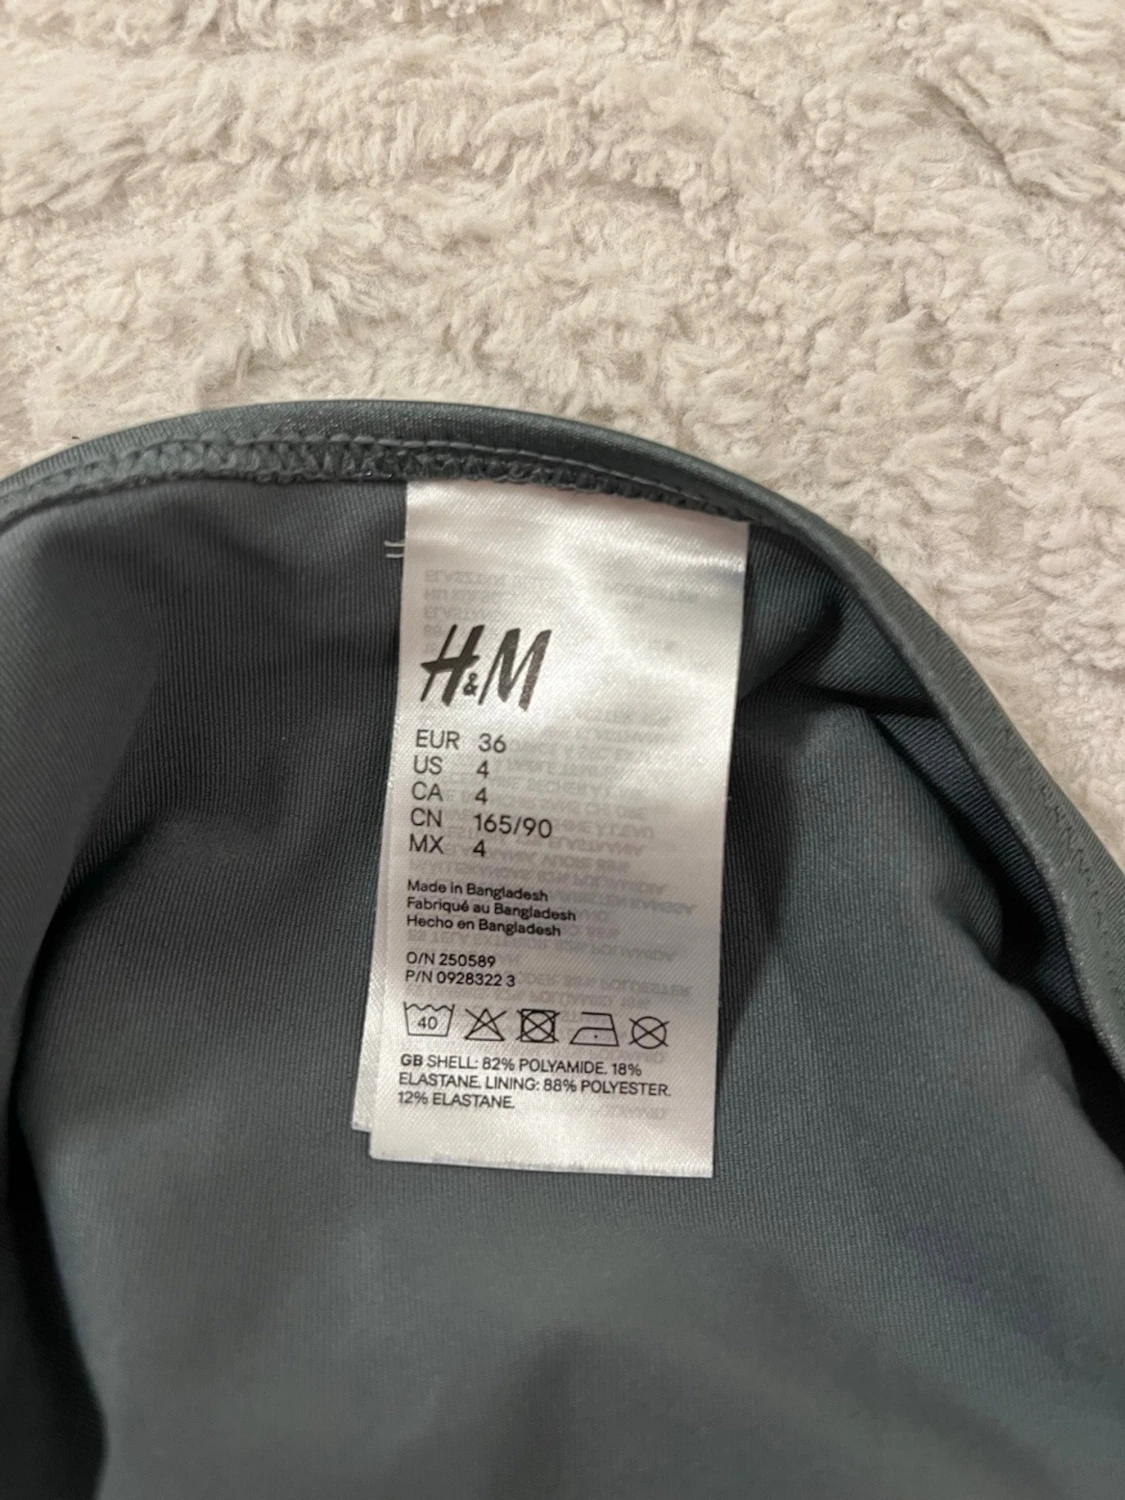 H&M
EUR 36
US 4
CA 4
CN 165/90
MX 4
Made in Bangladesh
Fabriqué au Bangladesh
Hecho en Bangladesh
O/N 250589
P/N 0928322 3
40
GB SHELL: 82% POLYAMIDE. 18%
ELASTANE. LINING: 88% POLYESTER.
12% ELASTANE.